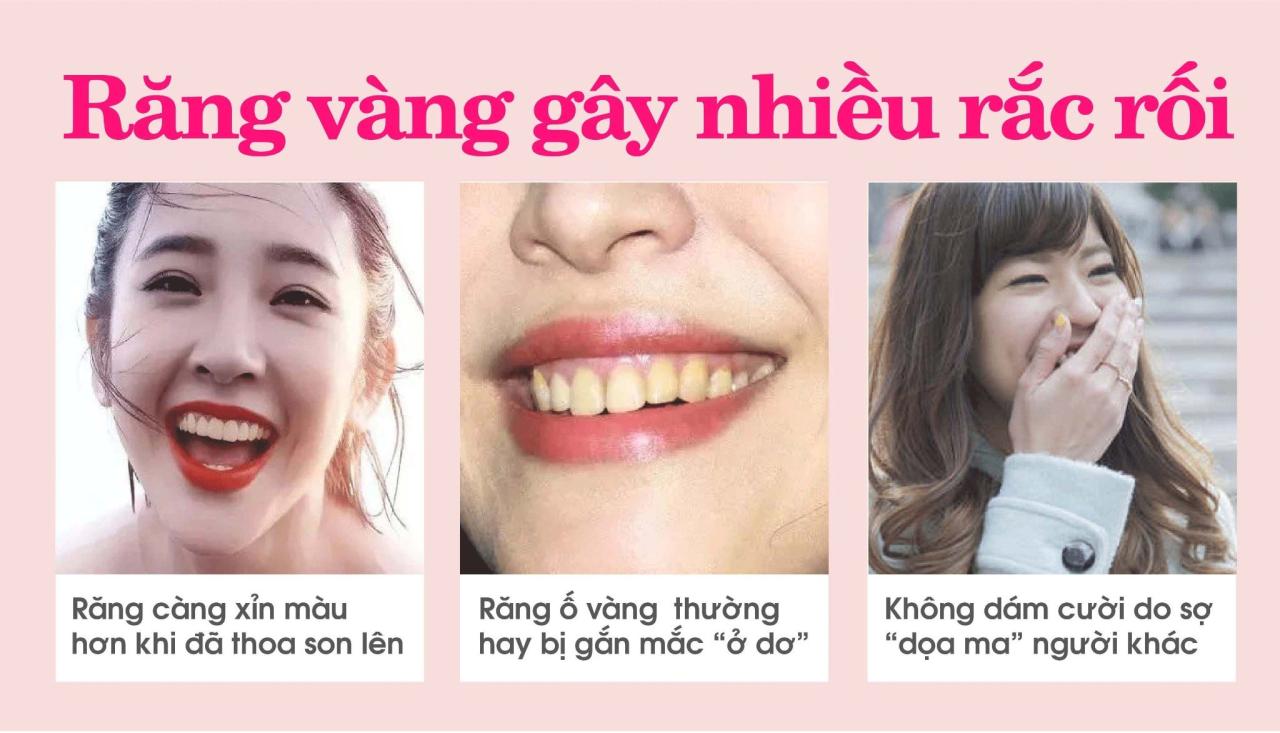 Răng vàng gây nhiều rắc rối
Răng càng xỉn màu
hơn khi đã thoa son lên
Răng ố vàng thường
hay bị gắn mắc “ở dơ”
Không dám cười do sợ
“dọa ma” người khác